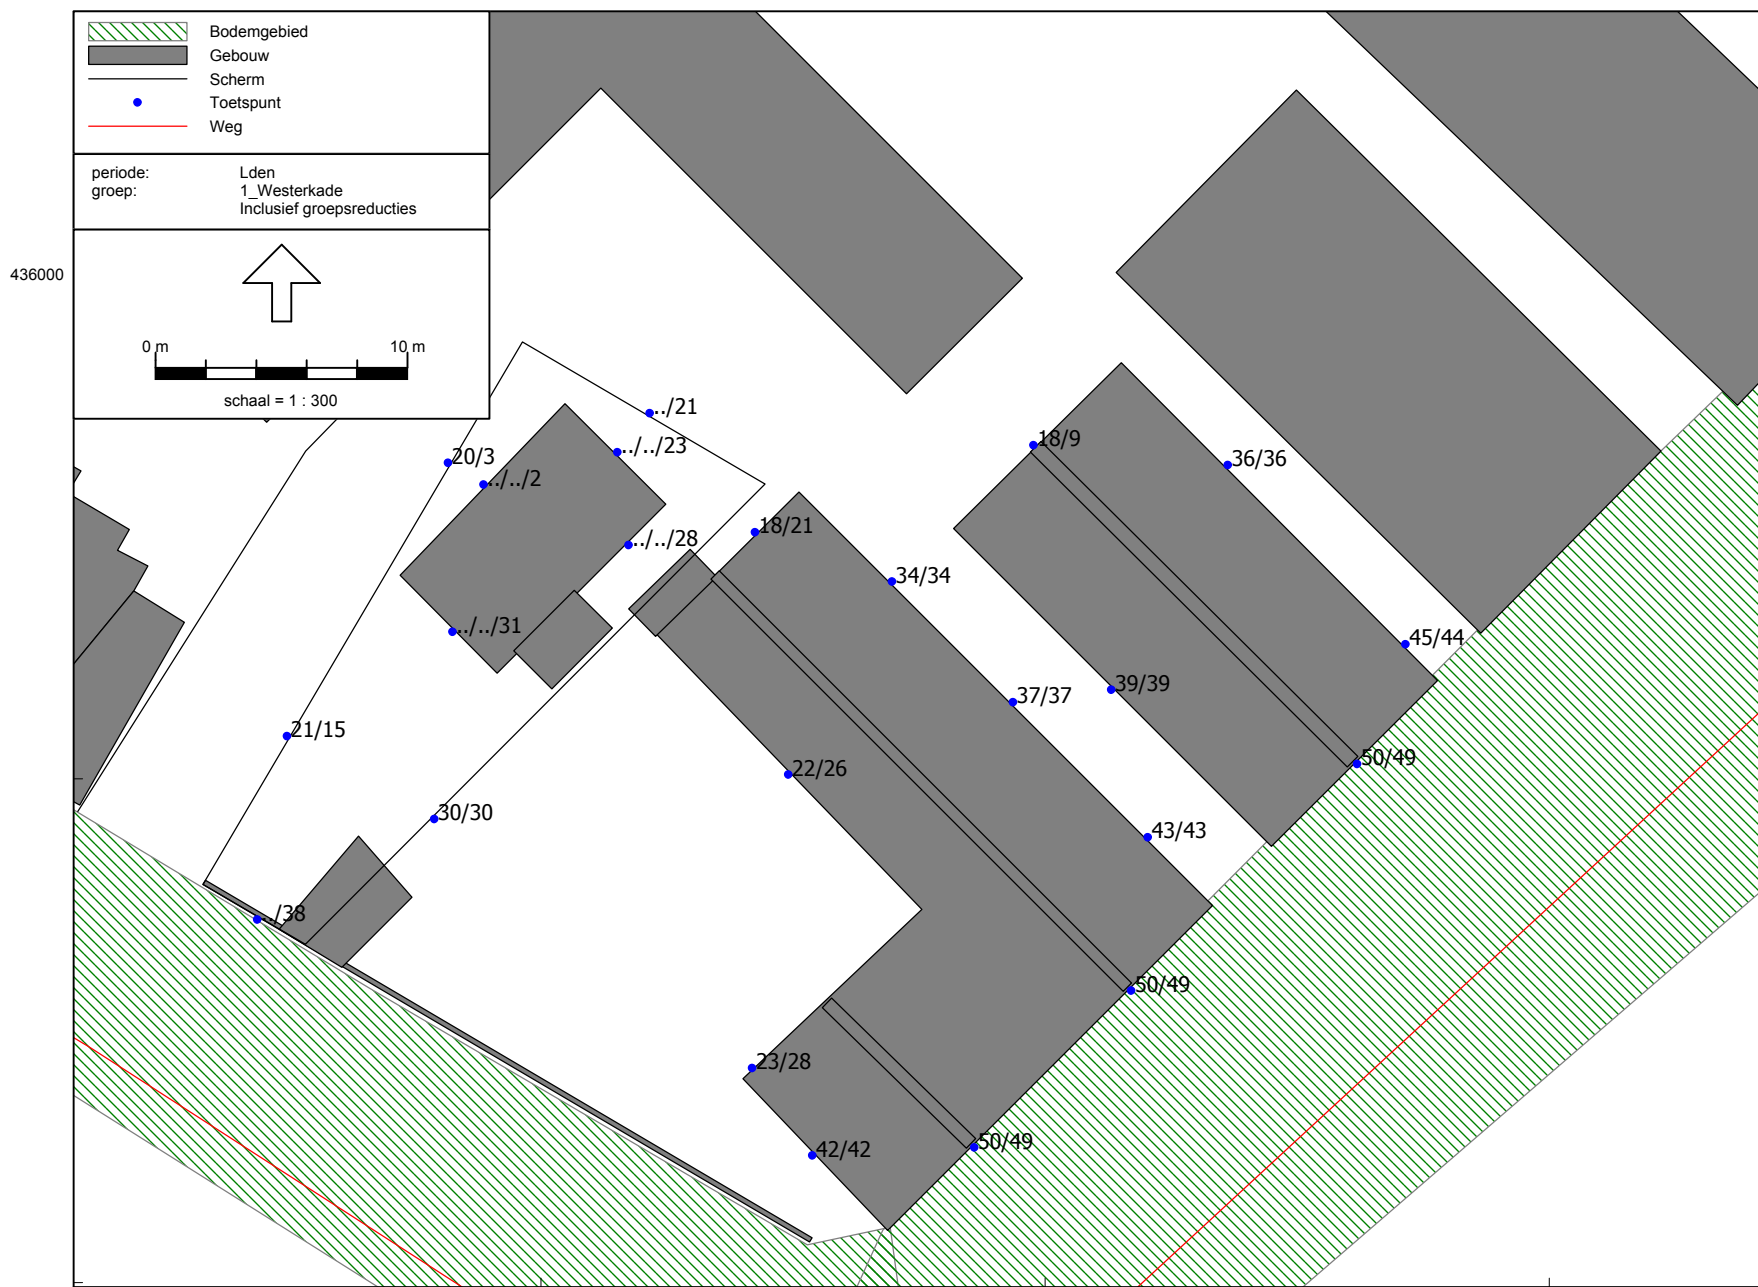 Bodemgebied
Gebouw
Scherm
Toetspunt
Weg
periode: Lden
groep: 1_Westerkade
Inclusief groepsreducties
436000
0 m 10 m
schaal = 1 : 300
../21
../../23
20/3
../../2
18/9
36/36
18/21
../../28
34/34
../../31
45/44
39/39
37/37
21/15
50/49
22/26
30/30
43/43
../38
50/49
23/28
50/49
42/42